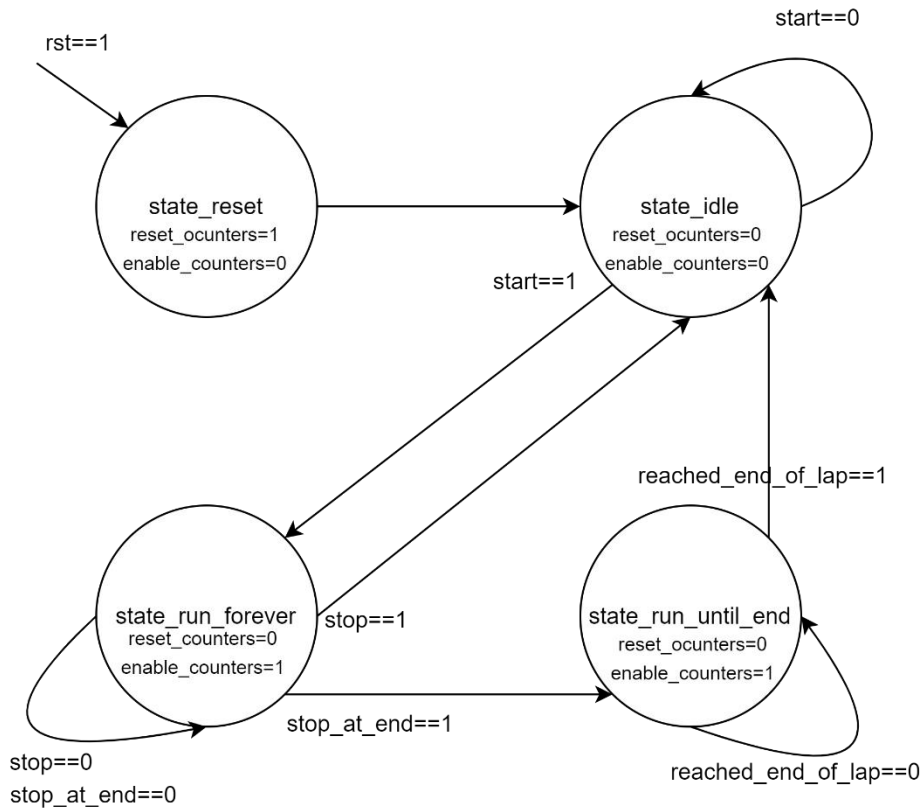 start==0
rst==1
state_reset
reset_ocunters=1
enable_counters=0
state_idle
reset_ocunters=0
enable_counters=0
start==1
reached_end_of_lap==1
state_run_forever
reset_counters=0
enable_counters=1
stop==1
state_run_until_end
reset_ocunters=0
enable_counters=1
stop_at_end==1
stop==0
stop_at_end==0
reached_end_of_lap==0